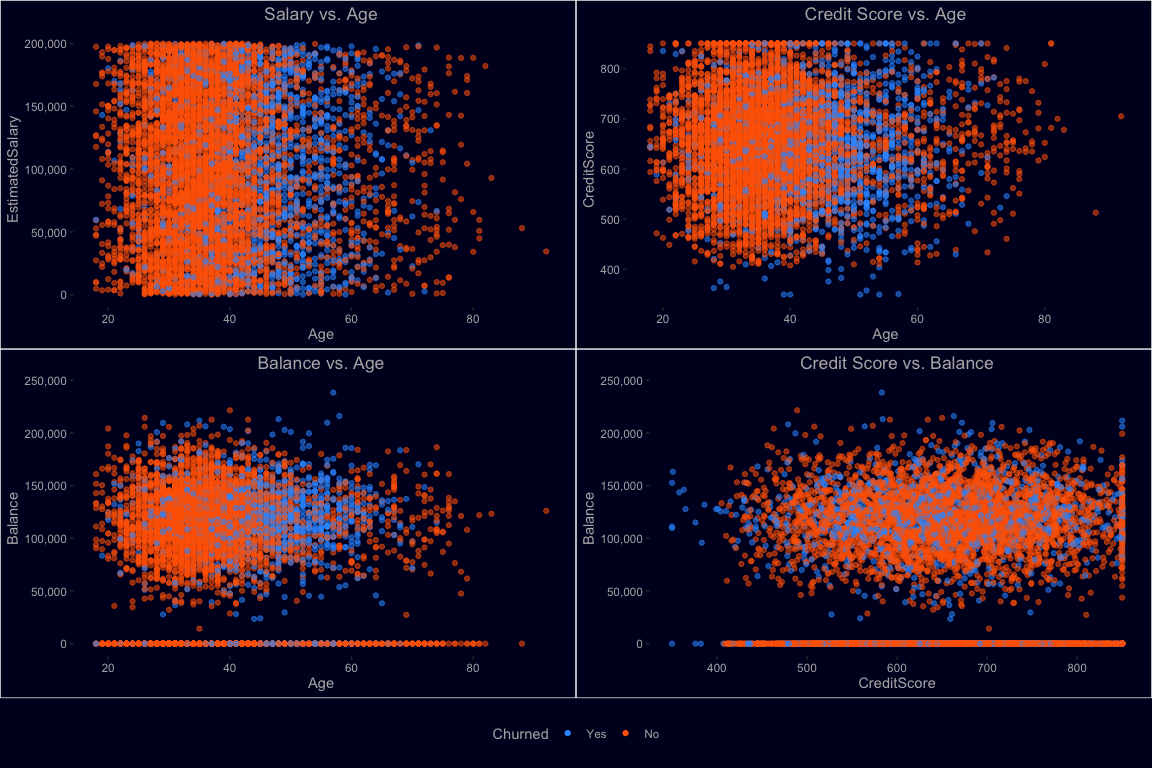 Salary vs. Age
EstimatedSalary
200,000
150,000
100,000
50,000
0
20 40 60 80
Age
Credit Score vs. Age
CreditScore
800
700
600
500
400
20 40 60 80
Age
Balance vs. Age
Balance
250,000
200,000
150,000
100,000
50,000
0
20 40 60 80
Age
Credit Score vs. Balance
Balance
250,000
200,000
150,000
100,000
50,000
0
400 500 600 700 800
CreditScore
Churned Yes No